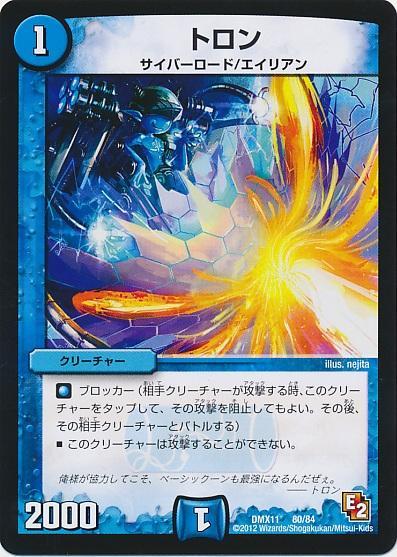 1
トロン
サイバーロード/エイリアン
illus. nejita
クリーチャー
ブロッカー(相手クリーチャーが攻撃する時、このクリー
チャーをタップして、その攻撃を阻止してもよい。その後、
その相手クリーチャーとバトルする)
■ このクリーチャーは攻撃することができない。
俺様が協力してこそ、ベーシックーンも最強になるんだぜぇ。
—— トロン
2000
1
DMX11 80/84
©2012 Wizards/Shogakukan/Mitsui-Kids
E2